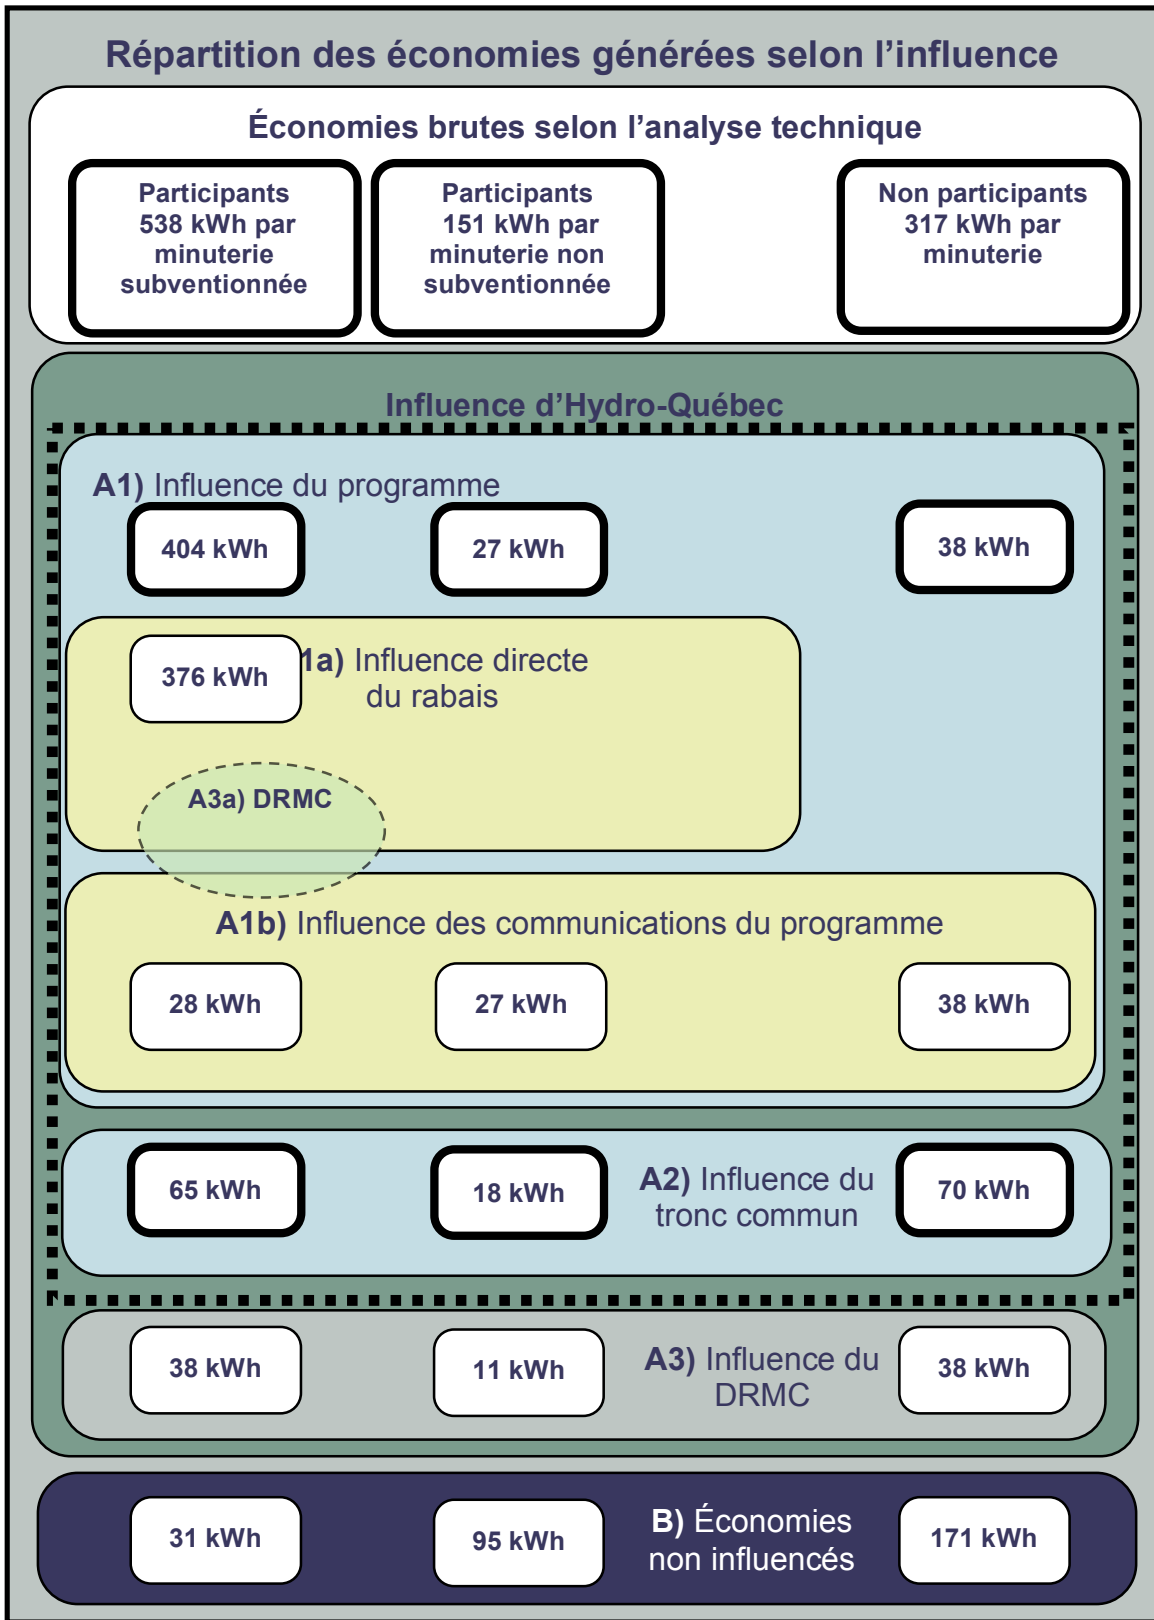 Répartition des économies générées selon l’influence
Économies brutes selon l’analyse technique
Participants
538 kWh par
minuterie
subventionnée
Participants
151 kWh par
minuterie non
subventionnée
Non participants
317 kWh par
minuterie
Influence d’Hydro-Québec
A1) Influence du programme
404 kWh
27 kWh
38 kWh
376 kWh
1a) Influence directe
du rabais
A3a) DRMC
A1b) Influence des communications du programme
28 kWh
27 kWh
38 kWh
65 kWh
18 kWh
A2) Influence du
tronc commun
70 kWh
38 kWh
11 kWh
A3) Influence du
DRMC
38 kWh
31 kWh
95 kWh
B) Économies
non influencés
171 kWh